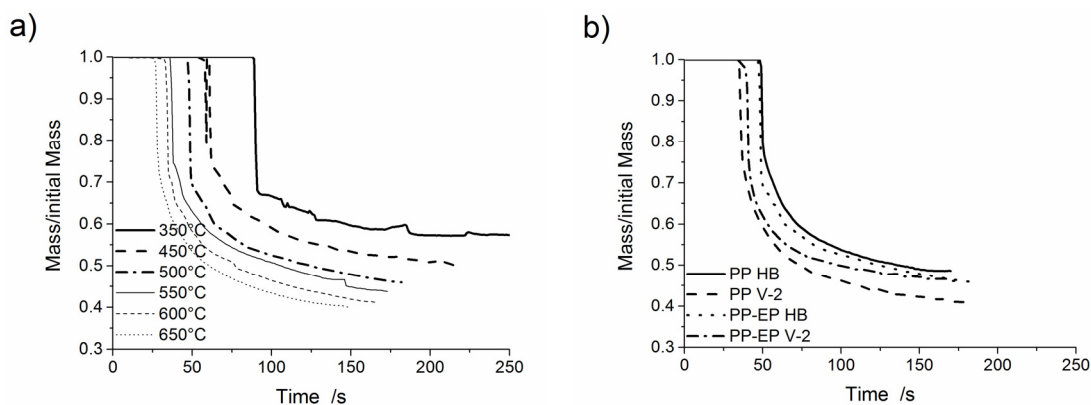 a)
1.0
0.9
0.8
0.7
0.6
0.5
0.4
0.3
Mass/initial Mass
350°C
450°C
500°C
550°C
600°C
650°C
0 50 100 150 200 250
Time /s
b)
1.0
0.9
0.8
0.7
0.6
0.5
0.4
0.3
Mass/initial Mass
PP HB
PP V-2
PP-EP HB
PP-EP V-2
0 50 100 150 200 250
Time /s